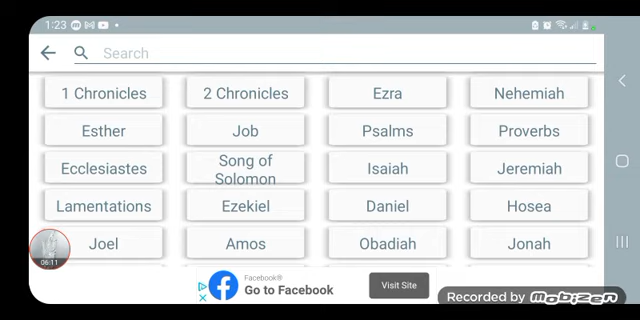 1:23
Search
1 Chronicles
2 Chronicles
Ezra
Nehemiah
Esther
Job
Psalms
Proverbs
Ecclesiastes
Song of
Solomon
Isaiah
Jeremiah
Lamentations
Ezekiel
Daniel
Hosea
Joel
Amos
Obadiah
Jonah
06:11
Facebook®
Go to Facebook
Visit Site
Recorded by Mobizen